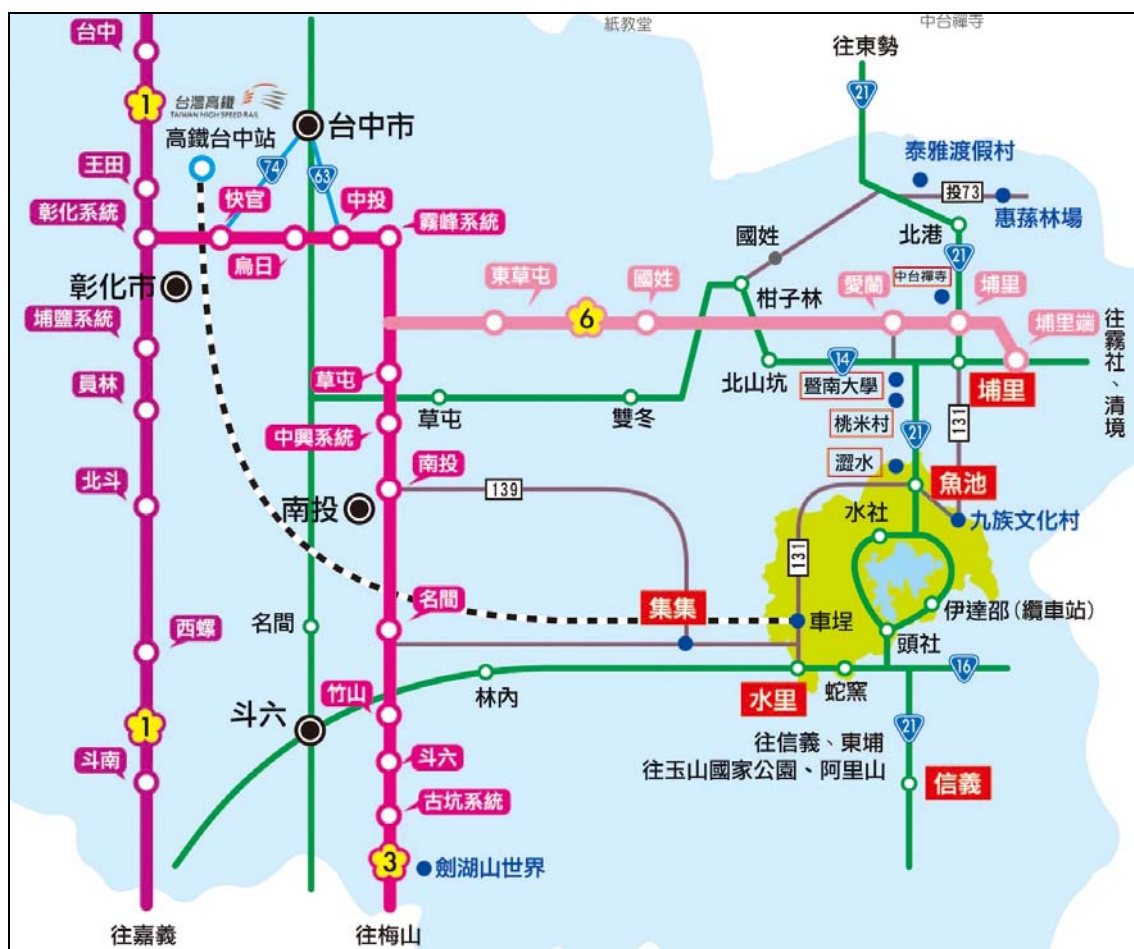 紙教堂
中台禪寺
台中
往東勢
1
21
台灣高鐵
TAIWAN HIGH SPEED RAIL
高鐵台中站
台中市
泰雅渡假村
王田
74
63
投73
惠蓀林場
快官
中投
彰化系統
霧峰系統
北港
國姓
21
烏日
中台禪寺
東草屯
國姓
愛蘭
埔里
彰化市
柑子林
6
埔里端
埔鹽系統
往霧社、清境
草屯
北山坑
14
暨南大學
埔里
員林
草屯
雙冬
桃米村
21
131
中興系統
澀水
南投
魚池
北斗
139
南投
水社
九族文化村
131
名間
集集
伊達邵(纜車站)
名間
車埕
西螺
頭社
竹山
林內
水里
蛇窯
16
斗六
1
21
往信義、東埔
斗南
斗六
往玉山國家公園、阿里山
信義
古坑系統
3
劍湖山世界
往嘉義
往梅山